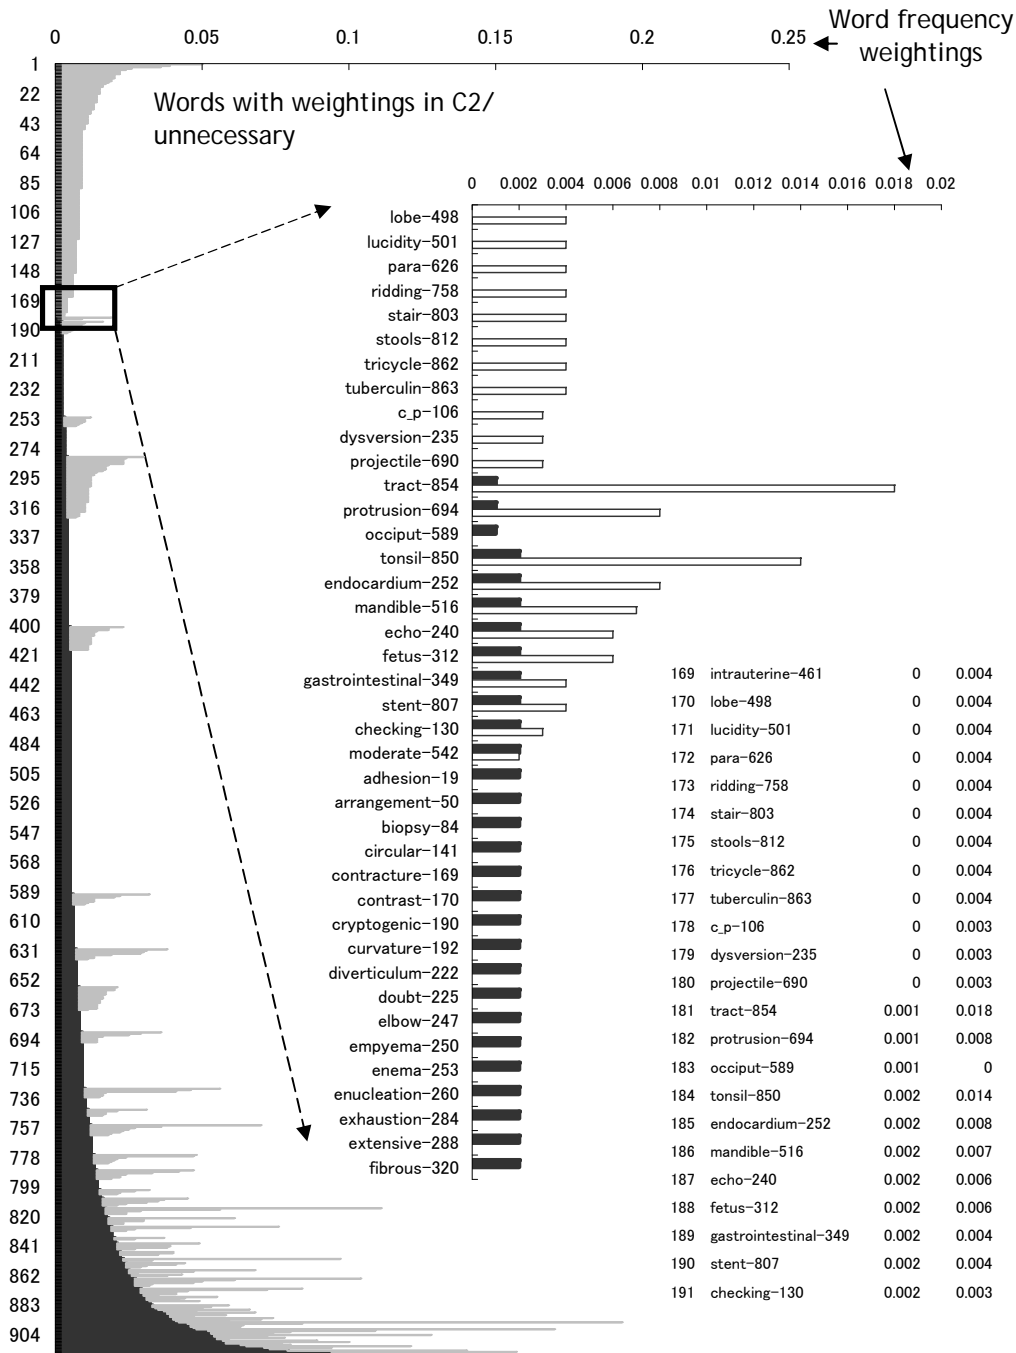 Word frequency
weightings
0 0.05 0.1 0.15 0.2 0.25
Words with weightings in C2/
unnecessary
1
22
43
64
85
106
127
148
169
190
211
232
253
274
295
316
337
358
379
400
421
442
463
484
505
526
547
568
589
610
631
652
673
694
715
736
757
778
799
820
841
862
883
904
0 0.002 0.004 0.006 0.008 0.01 0.012 0.014 0.016 0.018 0.02
lobe-498
lucidity-501
para-626
ridding-758
stair-803
stools-812
tricycle-862
tuberculin-863
c_p-106
dysversion-235
projectile-690
tract-854
protrusion-694
occiput-589
tonsil-850
endocardium-252
mandible-516
echo-240
fetus-312
gastrointestinal-349
stent-807
checking-130
moderate-542
adhesion-19
arrangement-50
biopsy-84
circular-141
contracture-169
contrast-170
cryptogenic-190
curvature-192
diverticulum-222
doubt-225
elbow-247
empyema-250
enema-253
enucleation-260
exhaustion-284
extensive-288
fibrous-320
169 intrauterine-461 0 0.004
170 lobe-498 0 0.004
171 lucidity-501 0 0.004
172 para-626 0 0.004
173 ridding-758 0 0.004
174 stair-803 0 0.004
175 stools-812 0 0.004
176 tricycle-862 0 0.004
177 tuberculin-863 0 0.004
178 c_p-106 0 0.003
179 dysversion-235 0 0.003
180 projectile-690 0 0.003
181 tract-854 0.001 0.018
182 protrusion-694 0.001 0.008
183 occiput-589 0.001 0
184 tonsil-850 0.002 0.014
185 endocardium-252 0.002 0.008
186 mandible-516 0.002 0.007
187 echo-240 0.002 0.006
188 fetus-312 0.002 0.006
189 gastrointestinal-349 0.002 0.004
190 stent-807 0.002 0.004
191 checking-130 0.002 0.003